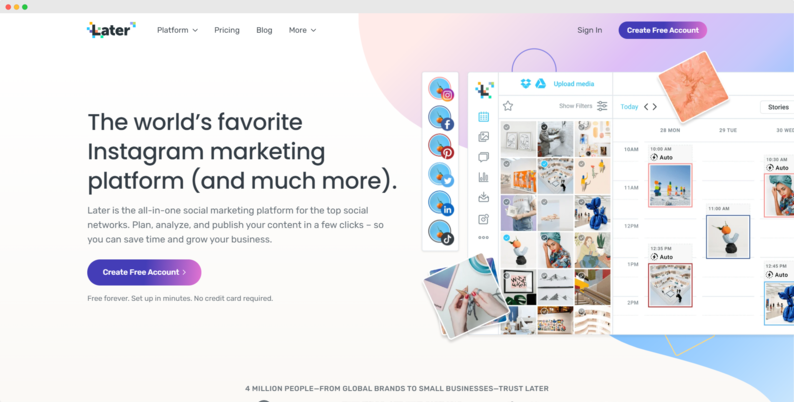 Later
Platform
Pricing
Blog
More
Sign In
Create Free Account
The world's favorite
Instagram marketing
platform (and much more).
Later is the all-in-one social marketing platform for the top social
networks. Plan, analyze, and publish your content in a few clicks – so
you can save time and grow your business.
Create Free Account
Free forever. Set up in minutes. No credit card required.
L
Upload media
Show Filters
Today
Stories
28 MON
29 TUE
30 WE
10AM
11AM
12PM
1PM
2PM
10:00 AM
Auto
10:30 AM
Auto
11:30 AM
12:35 PM
Auto
12:45 PM
Auto
4 MILLION PEOPLE—FROM GLOBAL BRANDS TO SMALL BUSINESSES—TRUST LATER